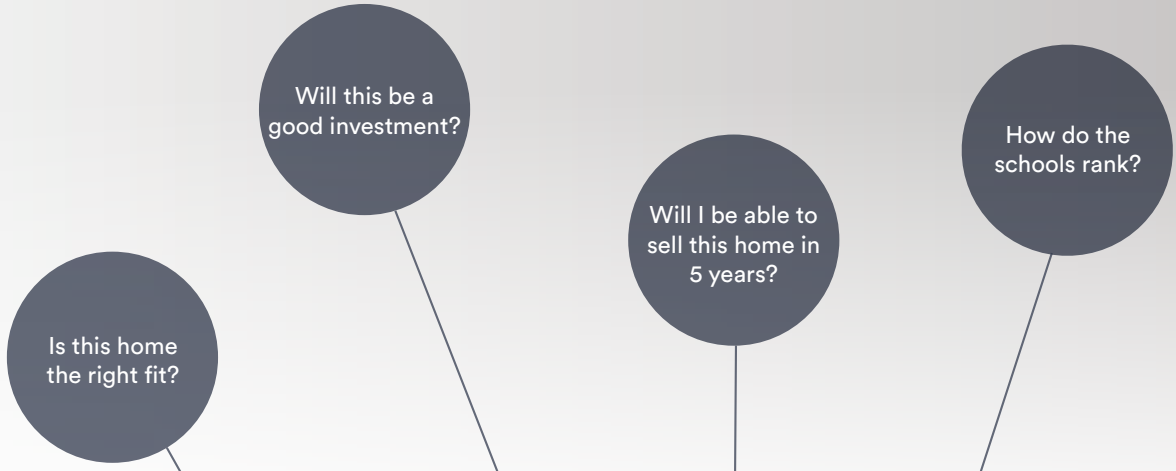 Will this be a
good investment?
How do the
schools rank?
Will I be able to
sell this home in
5 years?
Is this home
the right fit?